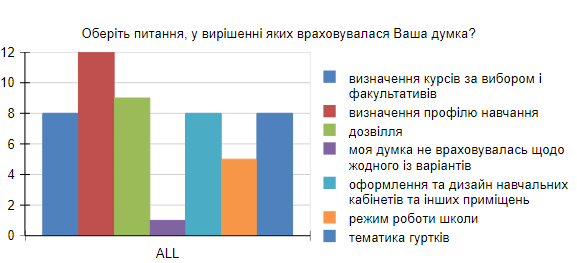 Оберіть питання, у вирішенні яких враховувалася Ваша думка?
12
10
8
6
4
2
0
ALL
визначення курсів за вибором і
факультативів
визначення профілю навчання
дозвілля
моя думка не враховувалась щодо
жодного із варіантів
оформлення та дизайн навчальних
кабінетів та інших приміщень
режим роботи школи
тематика гуртків